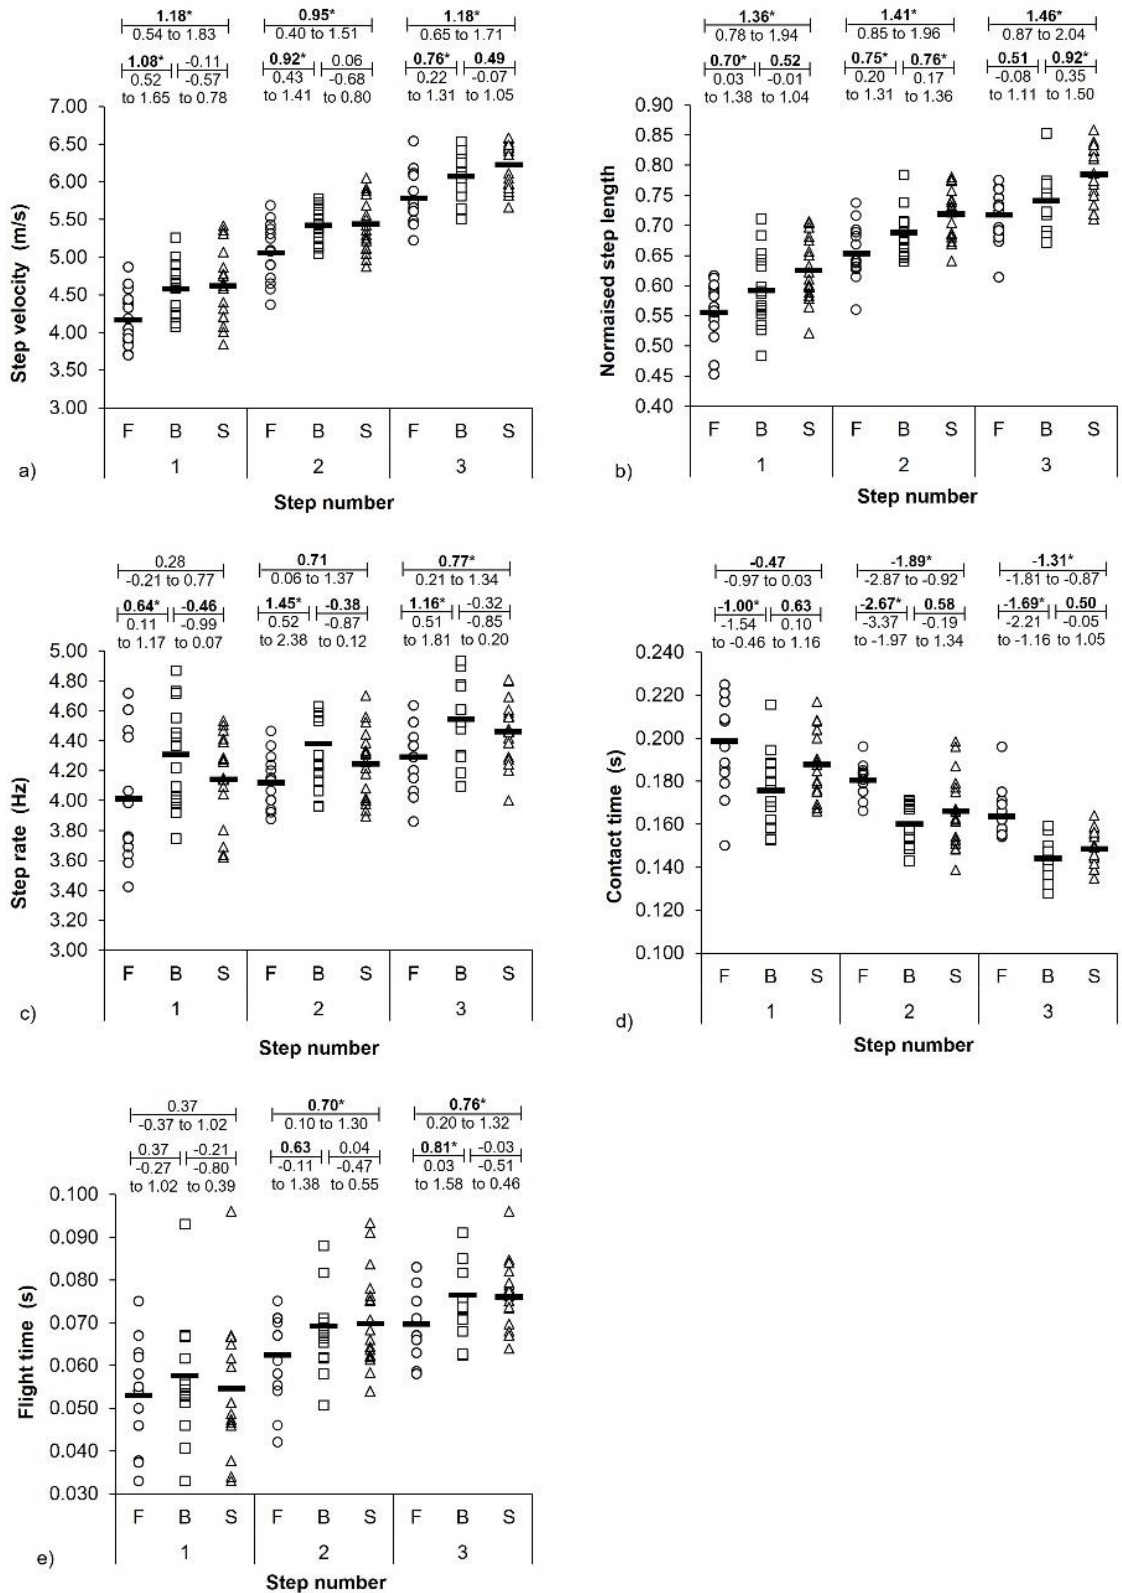 1.18*
0.54 to 1.83
0.95*
0.40 to 1.51
1.18*
0.65 to 1.71
1.08* -0.11
0.52 -0.57
to 1.65 to 0.78
0.92* 0.06
0.43 -0.68
to 1.41 to 0.80
0.76* 0.49
0.22 -0.07
to 1.31 to 1.05
7.00
6.50
6.00
5.50
5.00
4.50
4.00
3.50
3.00
Step velocity (m/s)
F B S F B S F B S
1 2 3
a)
Step number
1.36*
0.78 to 1.94
1.41*
0.85 to 1.96
1.46*
0.87 to 2.04
0.70* 0.52
0.03 -0.01
to 1.38 to 1.04
0.75* 0.76*
0.20 0.17
to 1.31 to 1.36
0.51 0.92*
-0.08 0.35
to 1.11 to 1.50
0.90
0.85
0.80
0.75
0.70
0.65
0.60
0.55
0.50
0.45
0.40
Normaised step length
F B S F B S F B S
1 2 3
b)
Step number
0.28
-0.21 to 0.77
0.71
0.06 to 1.37
0.77*
0.21 to 1.34
0.64* -0.46
0.11 -0.99
1.17 to 0.07
1.45* -0.38
0.52 -0.87
2.38 to 0.12
1.16* -0.32
0.51 -0.85
1.81 to 0.20
5.00
4.80
4.60
4.40
4.20
4.00
3.80
3.60
3.40
3.20
3.00
Step rate (Hz)
F B S F B S F B S
1 2 3
c)
Step number
-0.47
-0.97 to 0.03
-1.89*
-2.87 to -0.92
-1.31*
-1.81 to -0.87
-1.00* 0.63
-1.54 0.10
to -0.46 to 1.16
-2.67* 0.58
-3.37 -0.19
to -1.97 to 1.34
-1.69* 0.50
-2.21 -0.05
to -1.16 to 1.05
0.240
0.220
0.200
0.180
0.160
0.140
0.120
0.100
Contact time (s)
F B S F B S F B S
1 2 3
d)
Step number
0.37
-0.37 to 1.02
0.70*
0.10 to 1.30
0.76*
0.20 to 1.32
0.37 -0.21
-0.27 -0.80
to 1.02 to 0.39
0.63 0.04
-0.11 -0.47
to 1.38 to 0.55
0.81* -0.03
0.03 -0.51
to 1.58 to 0.46
0.100
0.090
0.080
0.070
0.060
0.050
0.040
0.030
Flight time (s)
F B S F B S F B S
1 2 3
e)
Step number